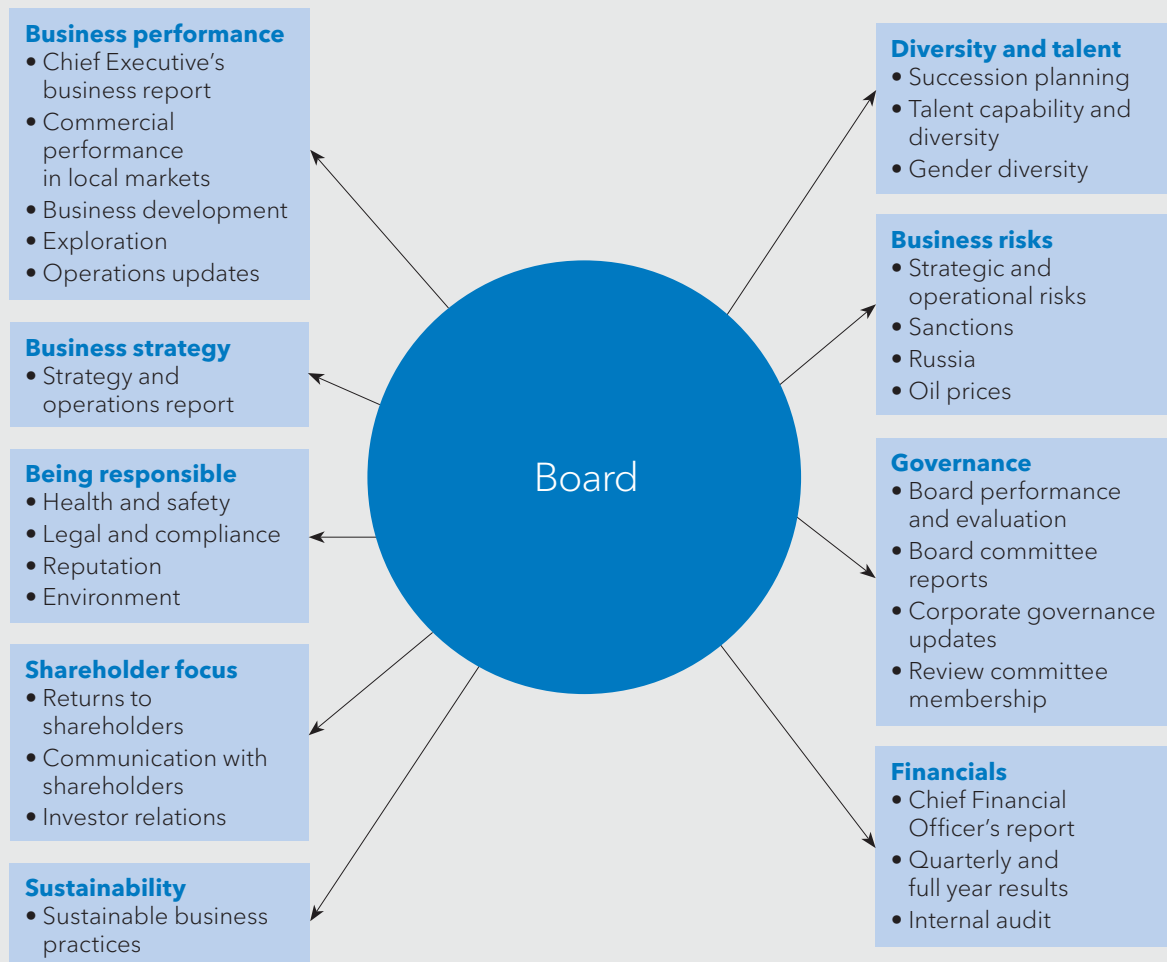 Business performance
• Chief Executive’s
business report
• Commercial
performance
in local markets
• Business development
• Exploration
• Operations updates
Business strategy
• Strategy and
operations report
Being responsible
• Health and safety
• Legal and compliance
• Reputation
• Environment
Shareholder focus
• Returns to
shareholders
• Communication with
shareholders
• Investor relations
Sustainability
• Sustainable business
practices
Board
Diversity and talent
• Succession planning
• Talent capability and
diversity
• Gender diversity
Business risks
• Strategic and
operational risks
• Sanctions
• Russia
• Oil prices
Governance
• Board performance
and evaluation
• Board committee
reports
• Corporate governance
updates
• Review committee
membership
Financials
• Chief Financial
Officer’s report
• Quarterly and
full year results
• Internal audit